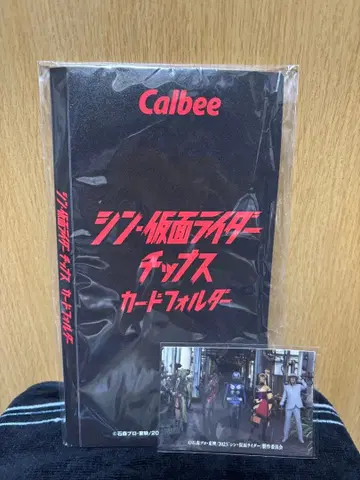 Calbee
シン・仮面ライダー
チップス
カードフォルダー
シン・仮面ライダーチップス カードフォルダー
©石森プロ・東映/20
©石森プロ・東映/2023「シン・仮面ライダー」製作委員会